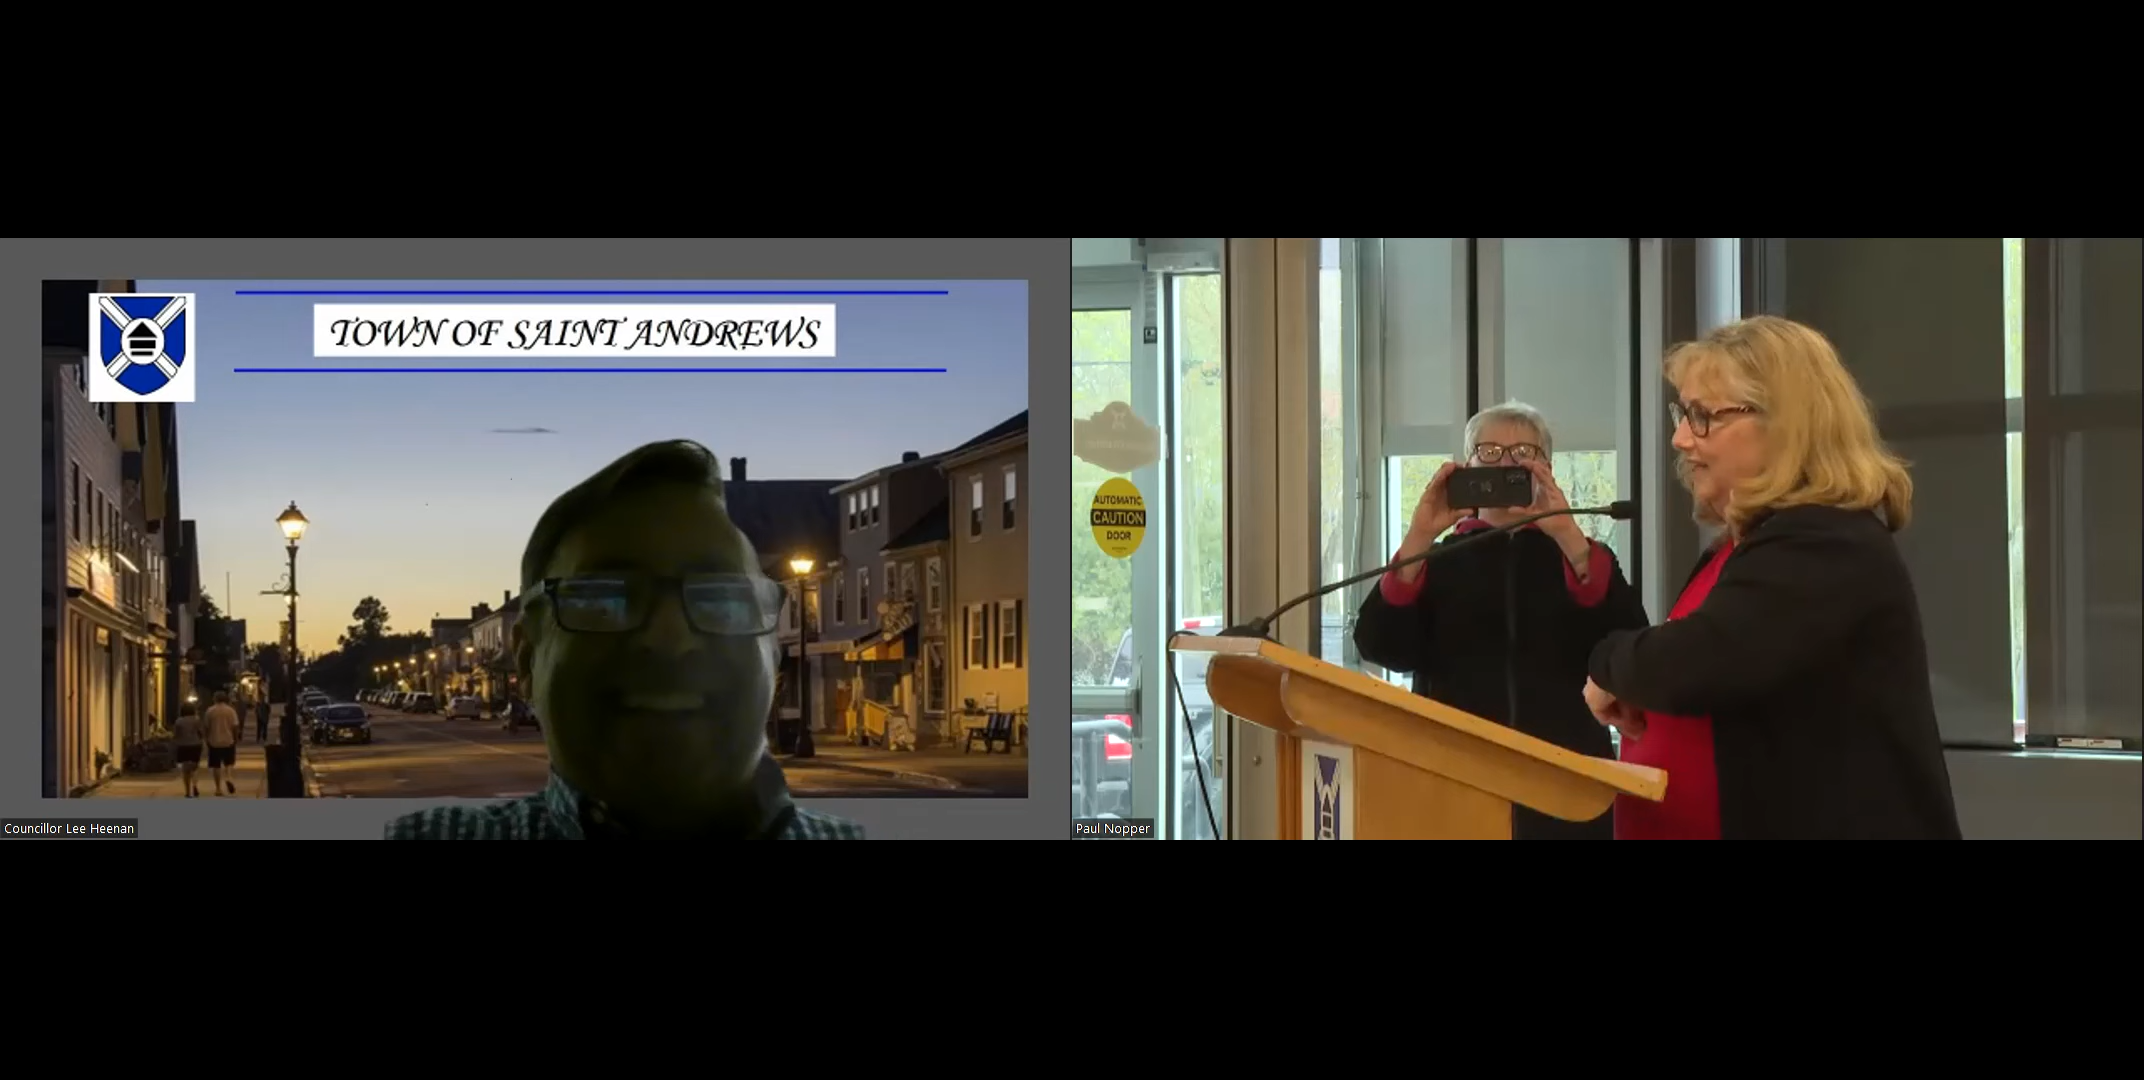 TOWN OF SAINT ANDREWS
AUTOMATIC
CAUTION
DOOR
Councillor Lee Heenan
Paul Nopper